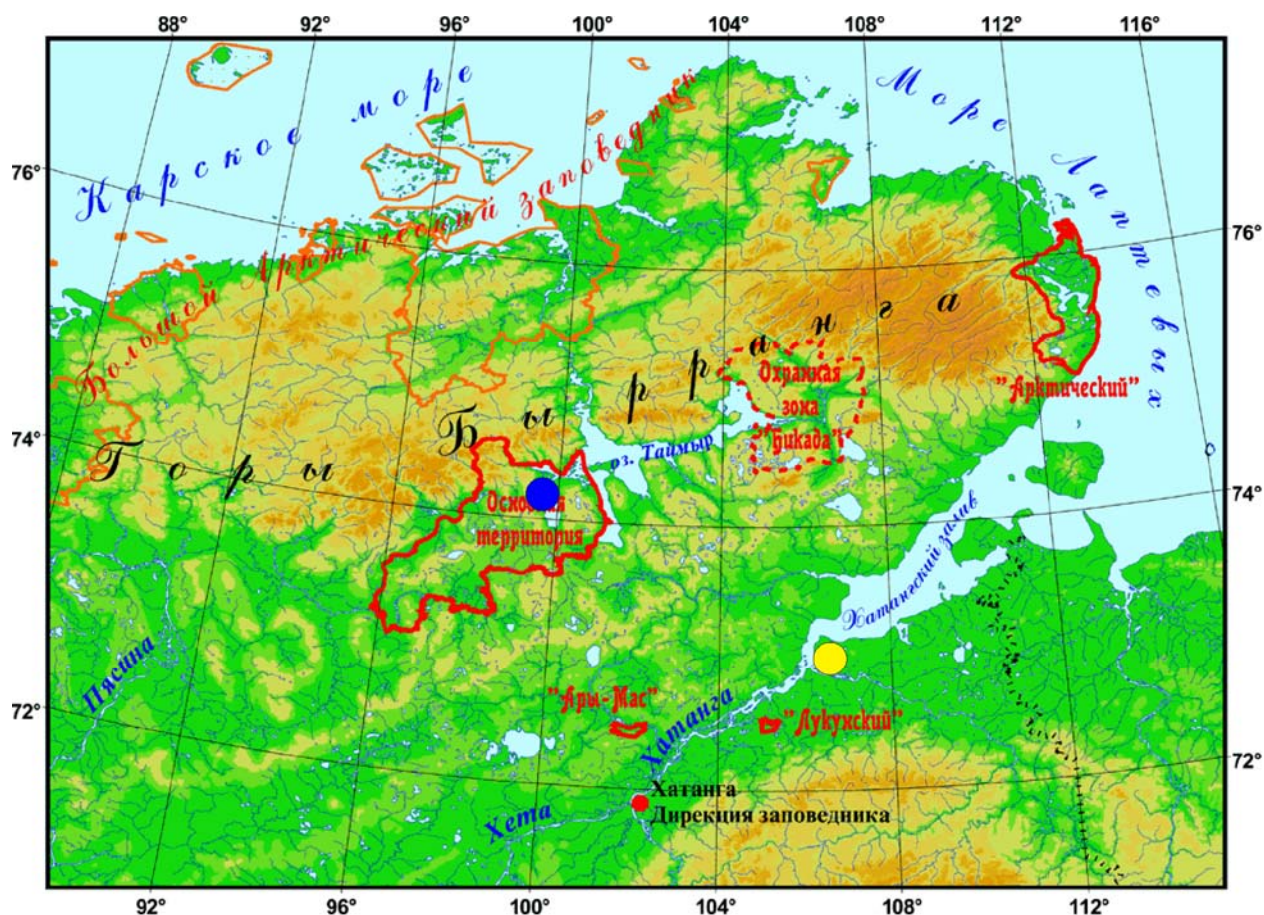 88° 92° 96° 100° 104° 108° 112° 116°
Карское море
Море Лаптевых
Большой Арктический заповедник
76°
76°
"Арктический"
Горы Бырранга
Охранная
зона
"Бикада"
74°
74°
оз. Таймыр
Основная
территория
Хатангский залив
Пясина
"Ары-Мас"
Хатанга
"Лукунский"
72°
72°
Хета
Хатанга
Дирекция заповедника
92° 96° 100° 104° 108° 112°